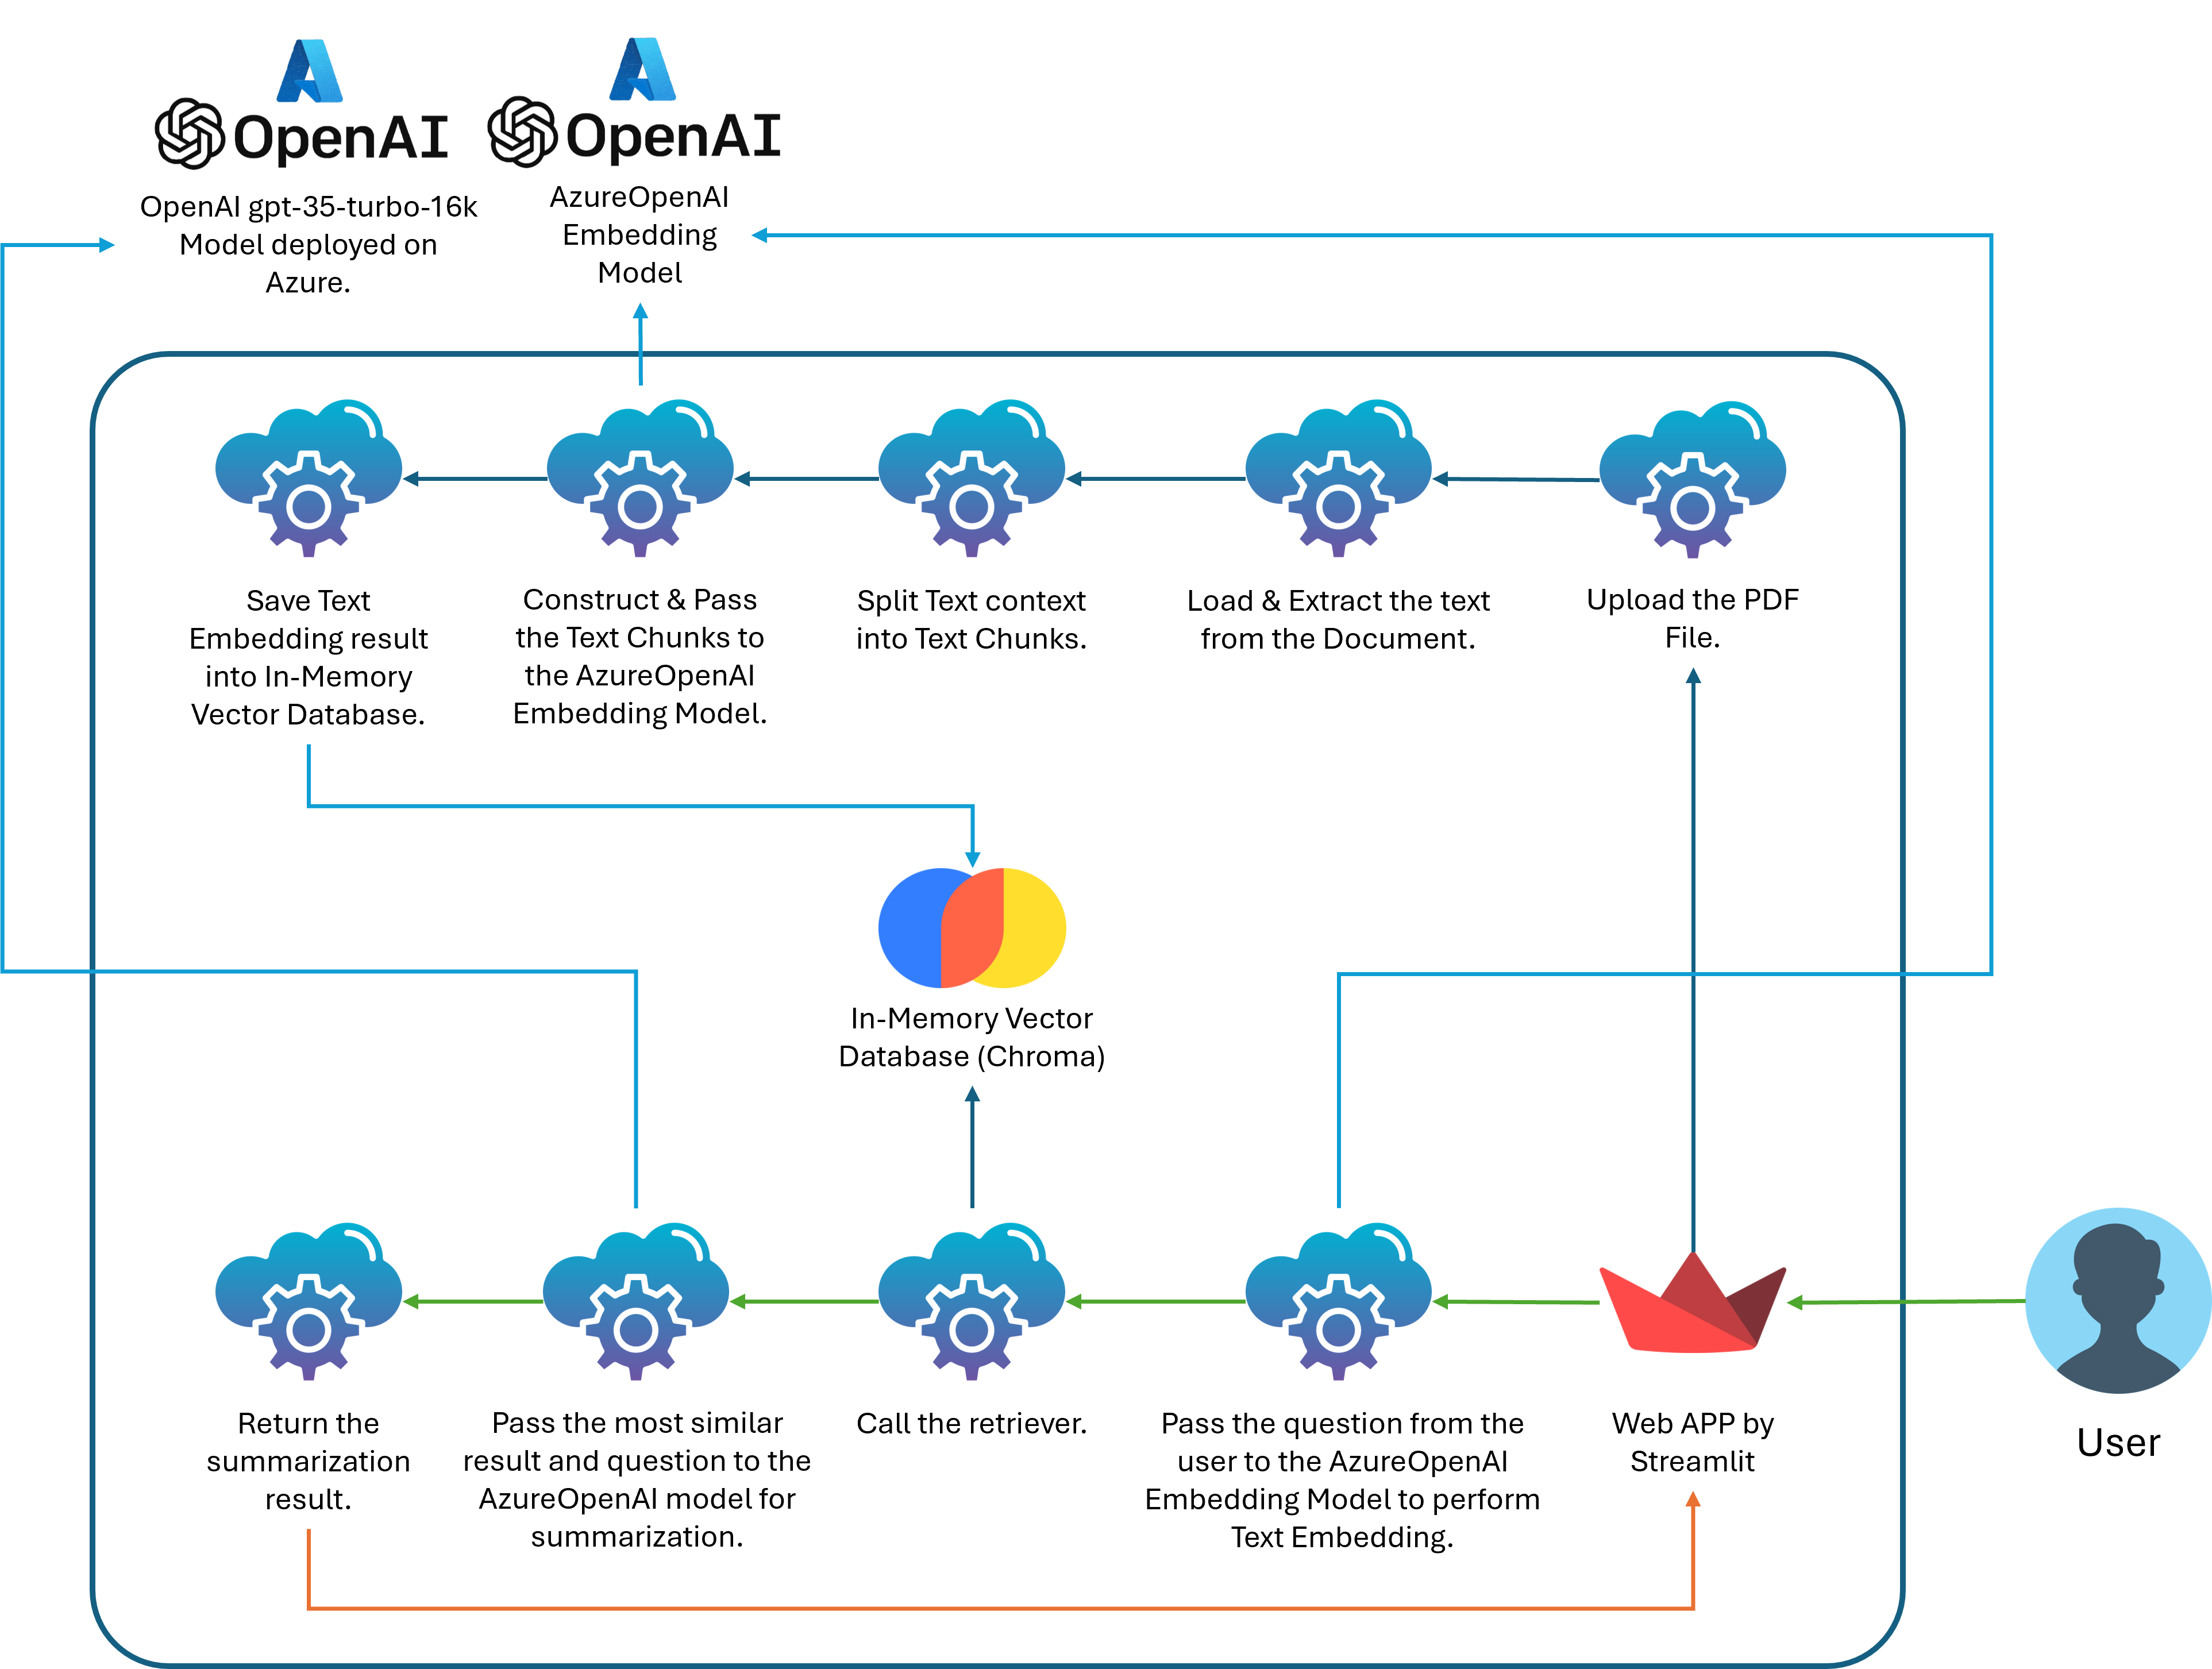 OpenAI
OpenAI
OpenAI gpt-35-turbo-16k
Model deployed on
Azure.
AzureOpenAI
Embedding
Model
Save Text
Embedding result
into In-Memory
Vector Database.
Construct & Pass
the Text Chunks to
the AzureOpenAI
Embedding Model.
Split Text context
into Text Chunks.
Load & Extract the text
from the Document.
Upload the PDF
File.
In-Memory Vector
Database (Chroma)
Return the
summarization
result.
Pass the most similar
result and question to the
AzureOpenAI model for
summarization.
Call the retriever.
Pass the question from the
user to the AzureOpenAI
Embedding Model to perform
Text Embedding.
Web APP by
Streamlit
User